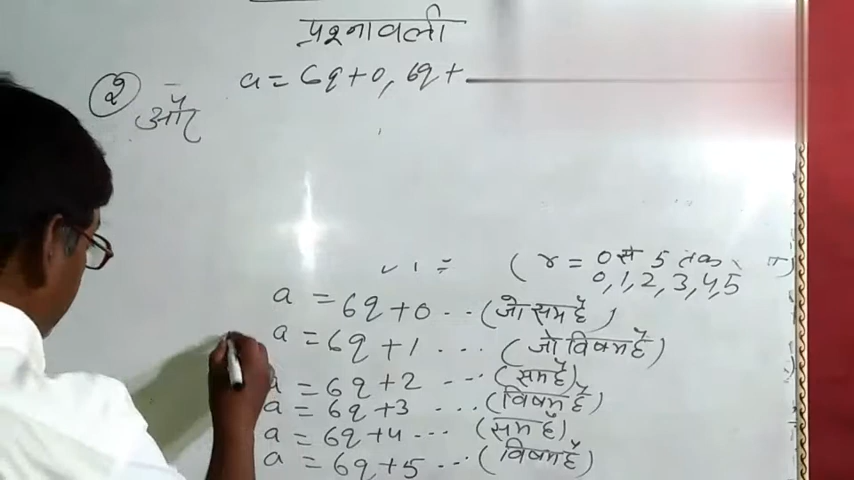 प्रश्नावली
② a = 6q+0, 6q+
और
( r = 0 से 5 तक
0,1,2,3,4,5
a = 6q+0 ... (जो सम है)
a = 6q+1 ... (जो विषम है)
a = 6q+2 ... (सम है)
a = 6q+3 ... (विषम है)
a = 6q+4 ... (सम है)
a = 6q+5 ... (विषम है)